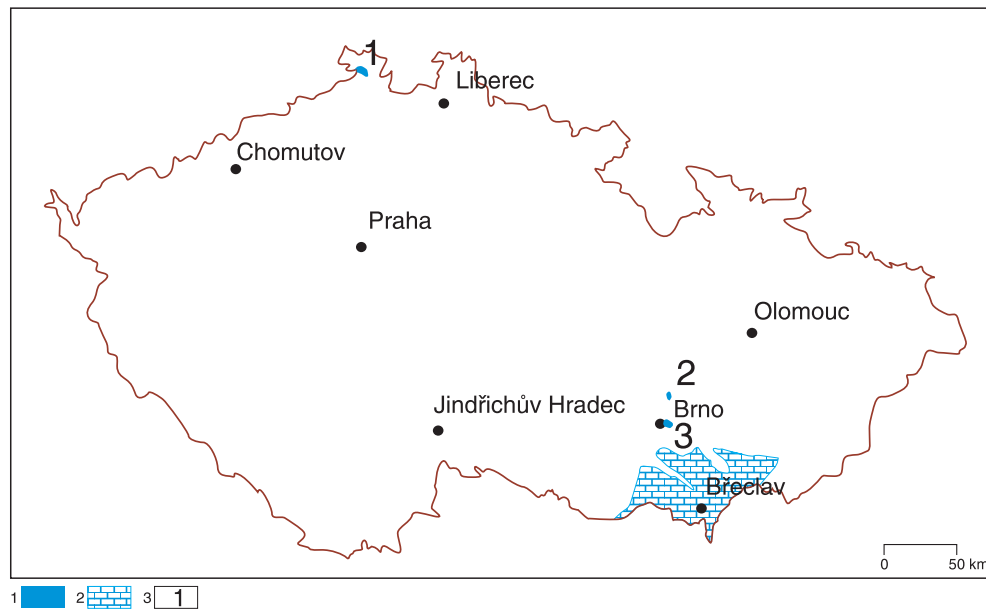 1
Liberec
Chomutov
Praha
Olomouc
2
Jindřichův Hradec
Brno
3
Břeclav
0 50 km
1 2 3 1